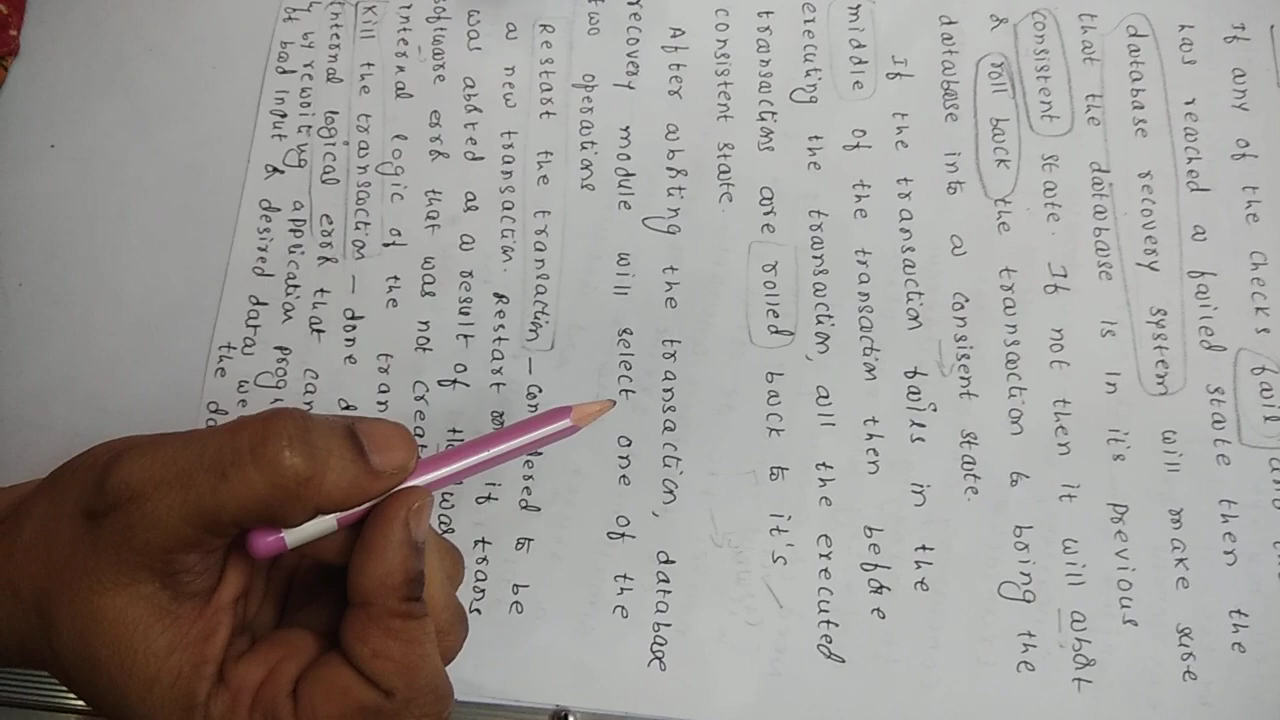 If any of the checks fail, and the
has reached a failed state then the
database recovery system will make sure
that the database is in it's previous
consistent state. If not then it will abort
& roll back the transaction to bring the
database into a consisent state.
If the transaction fails in the
middle of the transaction then before
executing the transaction, all the executed
transactions are rolled back to it's
consistent state.
After aborting the transaction, database
recovery module will select one of the
two operations
Restart the transaction - to be
a new transaction. Restart if trans
was aborted as a result of
software error that was not was
internal logic of the
Kill the transaction - done
internal logical error that can
by rewriting application
bad input & desired data we
the